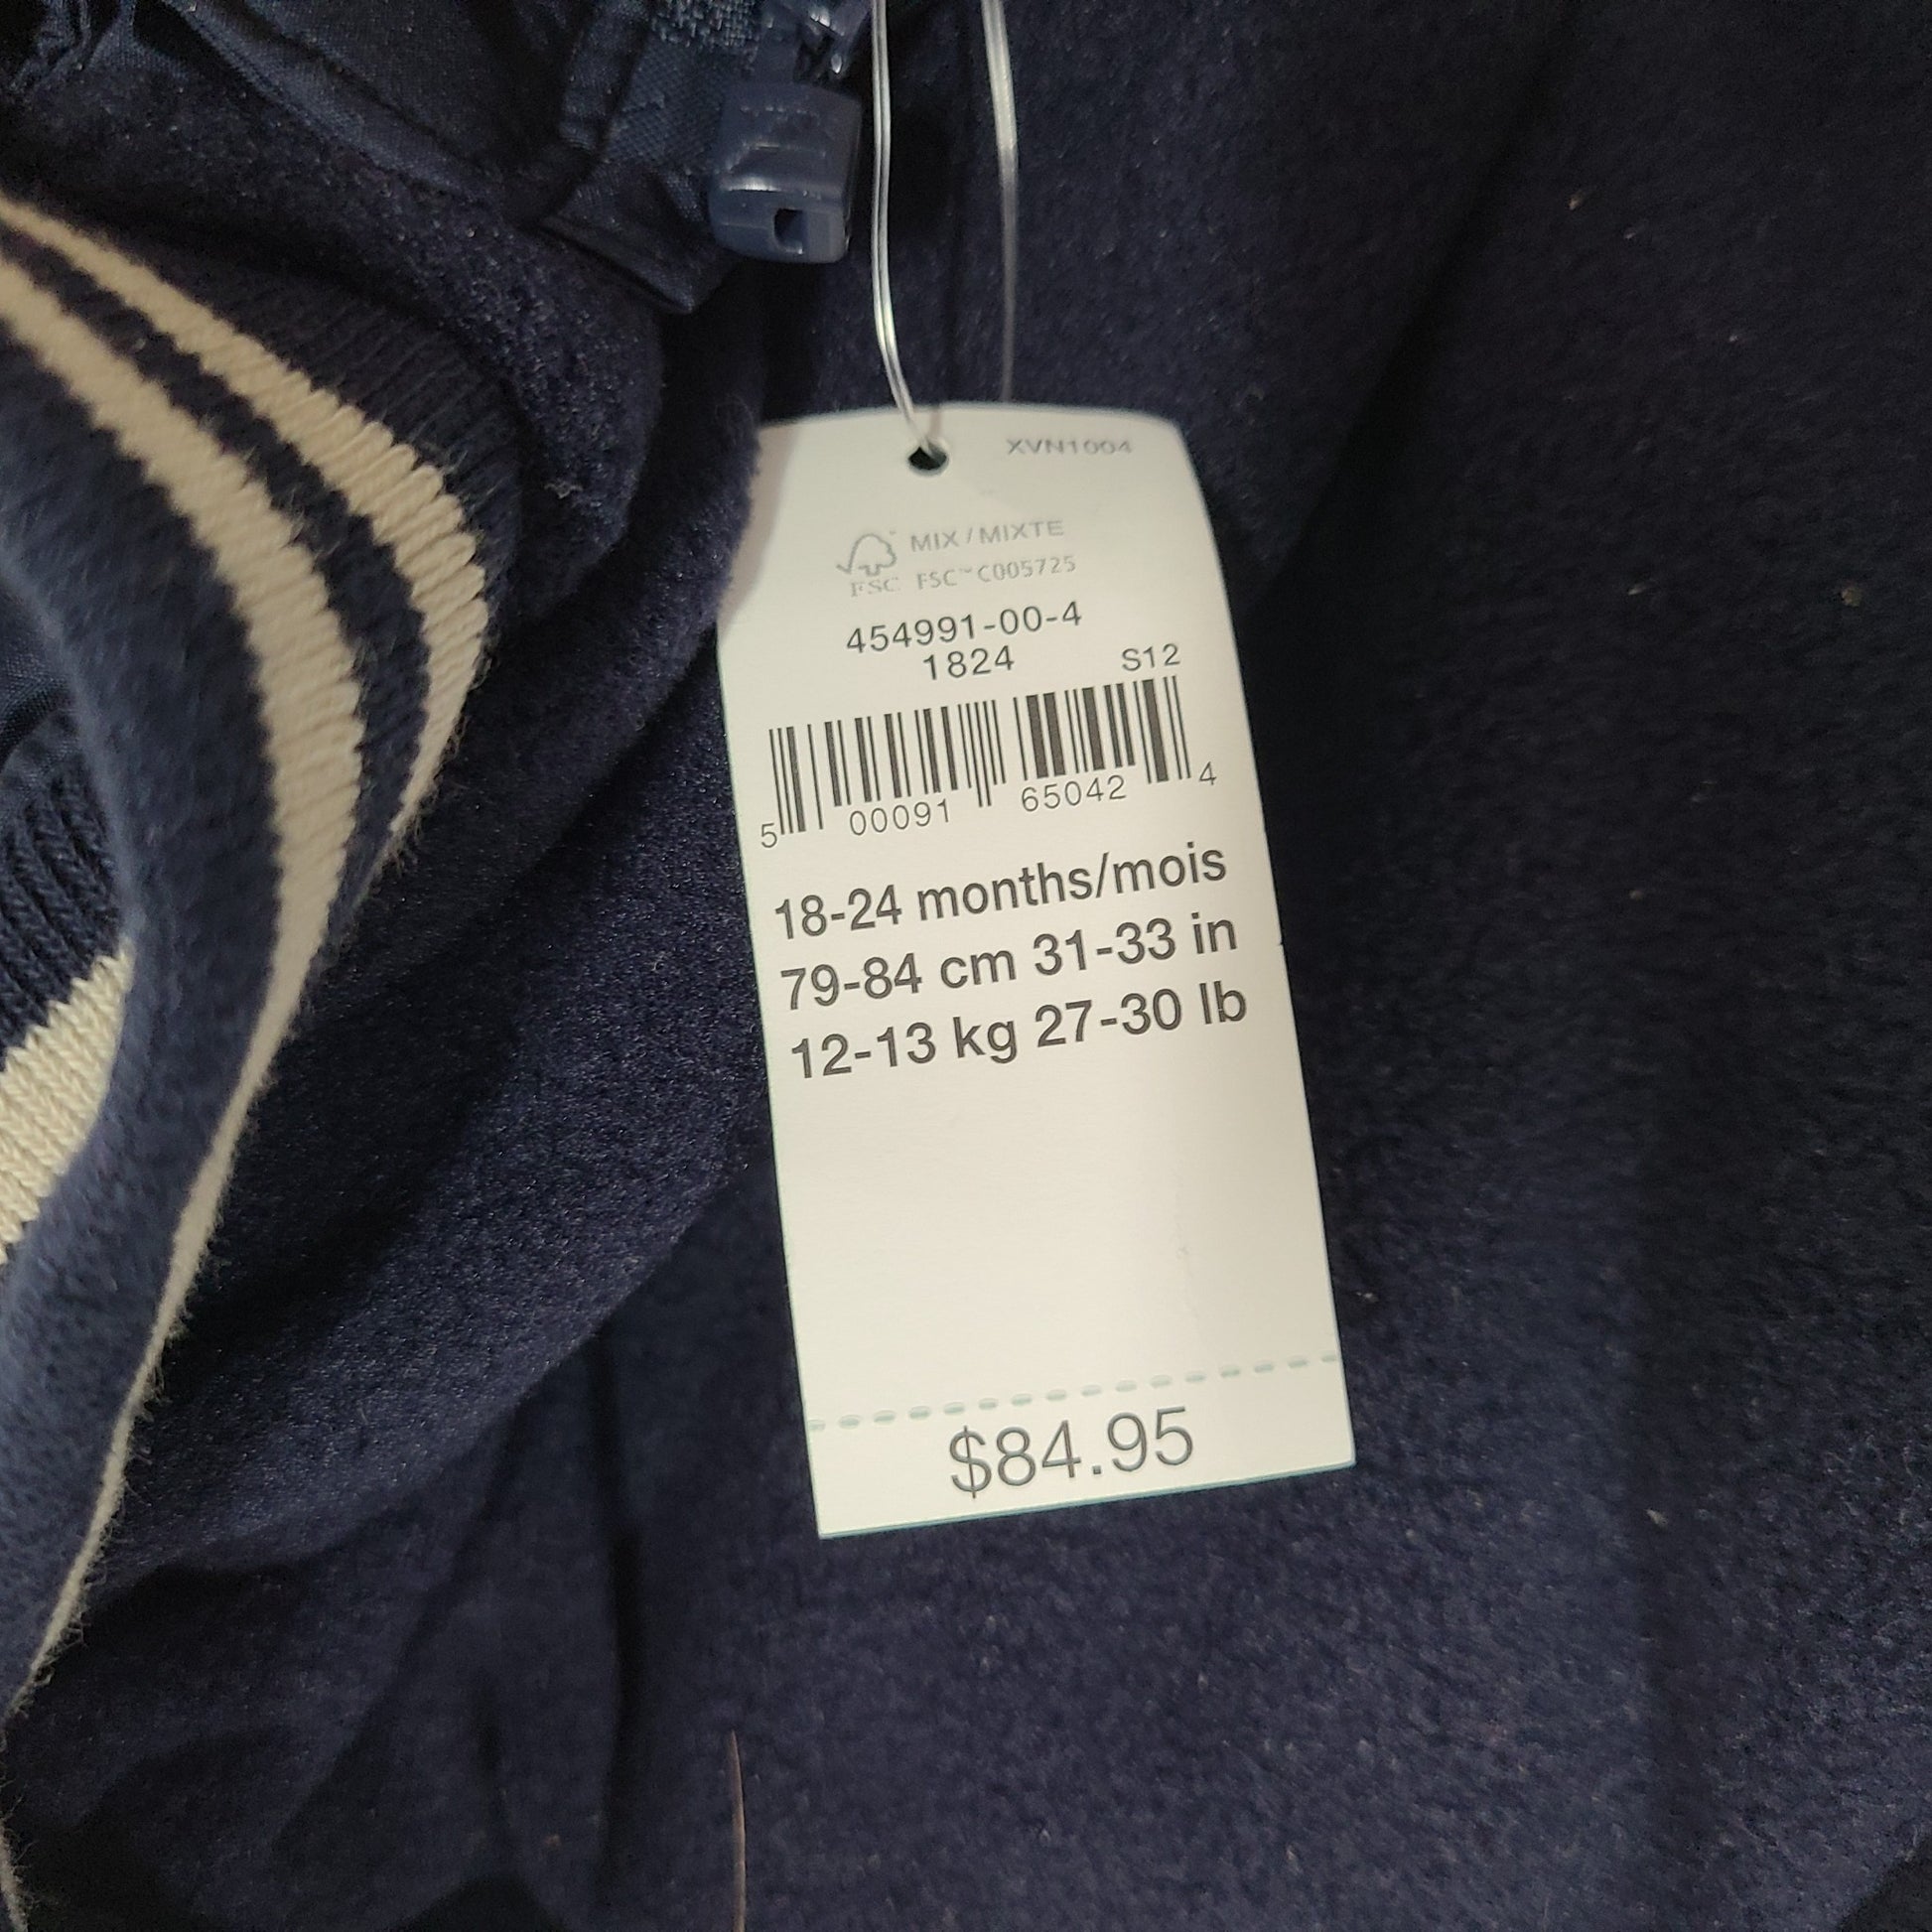 XVN1004
MIX / MIXTE
FSC FSC™ C005725
454991-00-4
1824 S12
5 00091 65042 4
18-24 months/mois
79-84 cm 31-33 in
12-13 kg 27-30 lb
$84.95